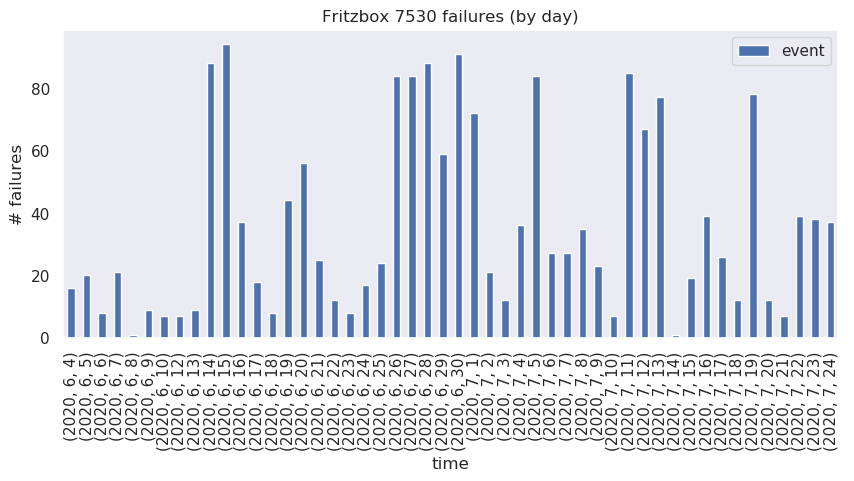 Fritzbox 7530 failures (by day)
event
# failures
80
60
40
20
0
(2020, 6, 4)
(2020, 6, 5)
(2020, 6, 6)
(2020, 6, 7)
(2020, 6, 8)
(2020, 6, 9)
(2020, 6, 10)
(2020, 6, 12)
(2020, 6, 13)
(2020, 6, 14)
(2020, 6, 15)
(2020, 6, 16)
(2020, 6, 17)
(2020, 6, 18)
(2020, 6, 19)
(2020, 6, 20)
(2020, 6, 21)
(2020, 6, 22)
(2020, 6, 23)
(2020, 6, 24)
(2020, 6, 25)
(2020, 6, 26)
(2020, 6, 27)
(2020, 6, 28)
(2020, 6, 29)
(2020, 6, 30)
(2020, 7, 1)
(2020, 7, 2)
(2020, 7, 3)
(2020, 7, 4)
(2020, 7, 5)
(2020, 7, 6)
(2020, 7, 7)
(2020, 7, 8)
(2020, 7, 9)
(2020, 7, 10)
(2020, 7, 11)
(2020, 7, 12)
(2020, 7, 13)
(2020, 7, 14)
(2020, 7, 15)
(2020, 7, 16)
(2020, 7, 17)
(2020, 7, 18)
(2020, 7, 19)
(2020, 7, 20)
(2020, 7, 21)
(2020, 7, 22)
(2020, 7, 23)
(2020, 7, 24)
time